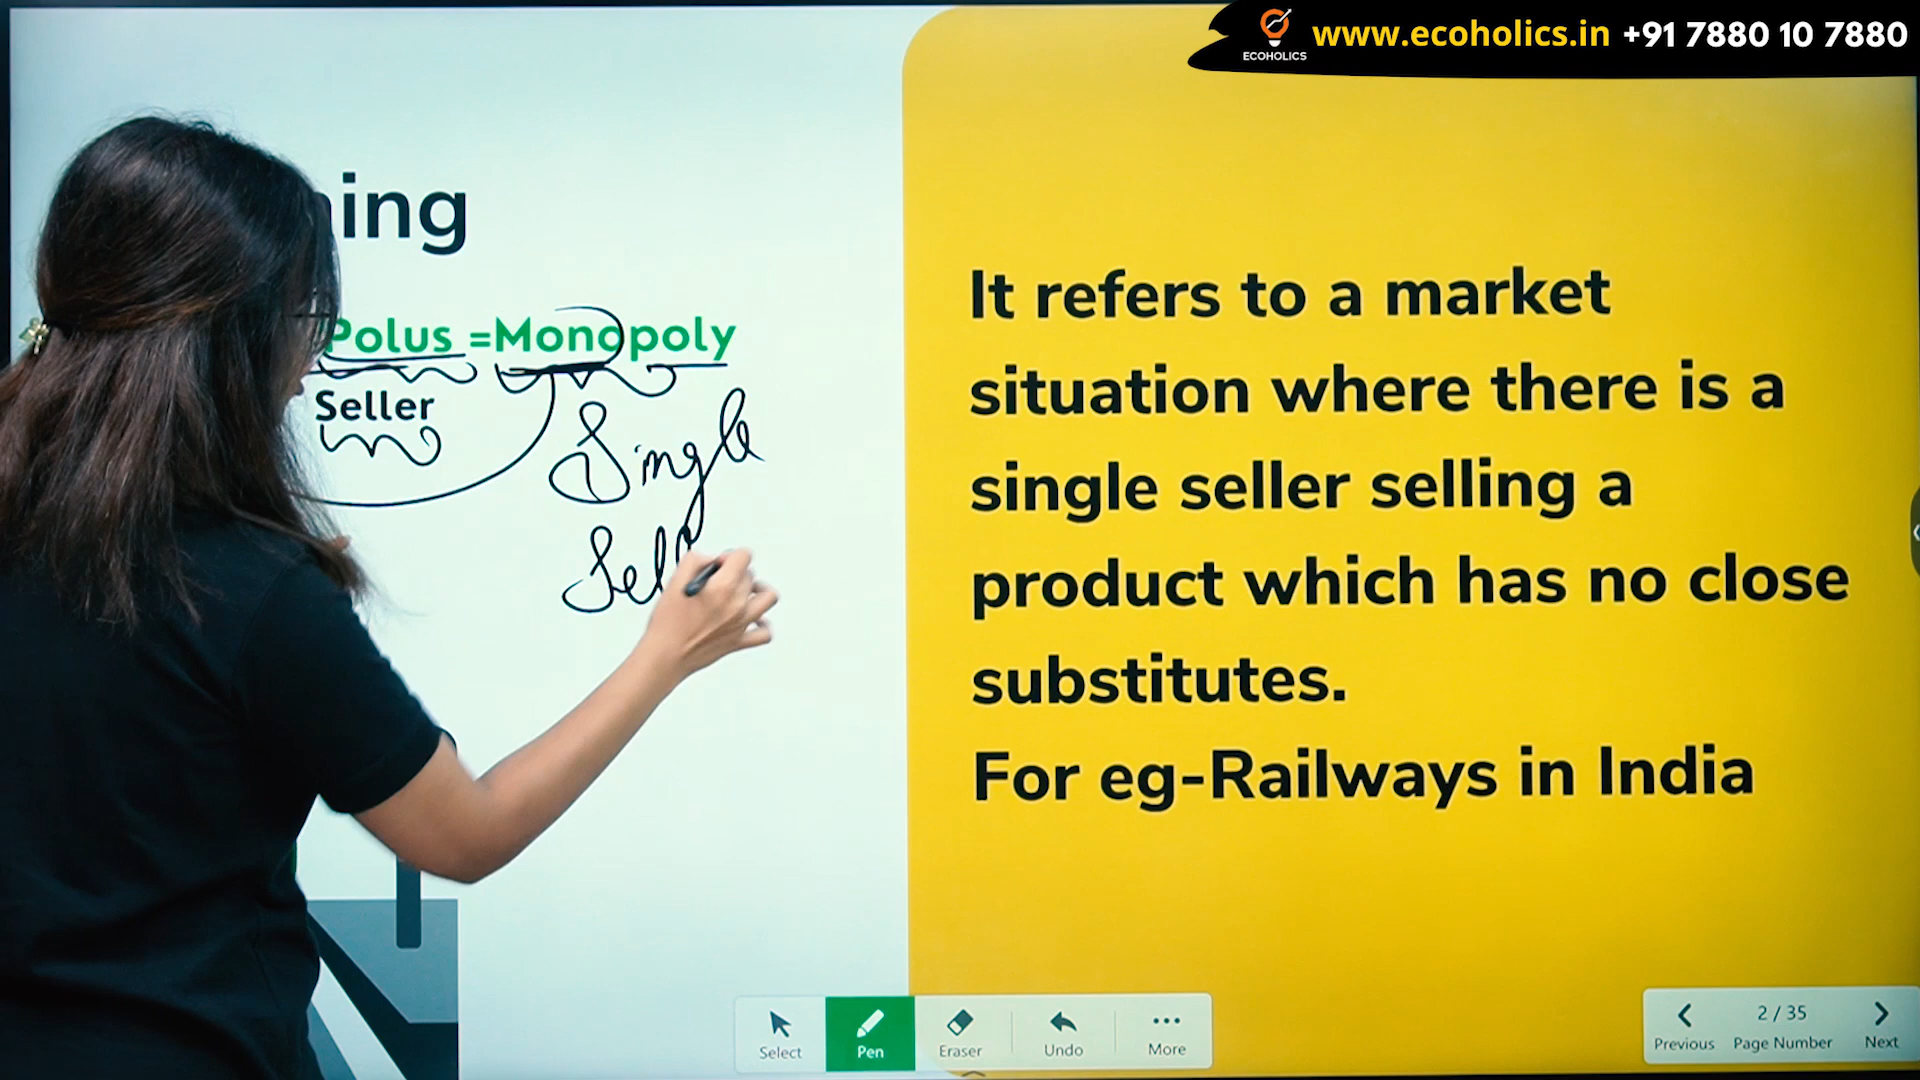 ECOHOLICS
www.ecoholics.in +91 7880 10 7880
ing
Polus =Monopoly
Seller
Single
Sell
It refers to a market
situation where there is a
single seller selling a
product which has no close
substitutes.
For eg-Railways in India
Select
Pen
Eraser
Undo
More
2 / 35
Previous
Page Number
Next